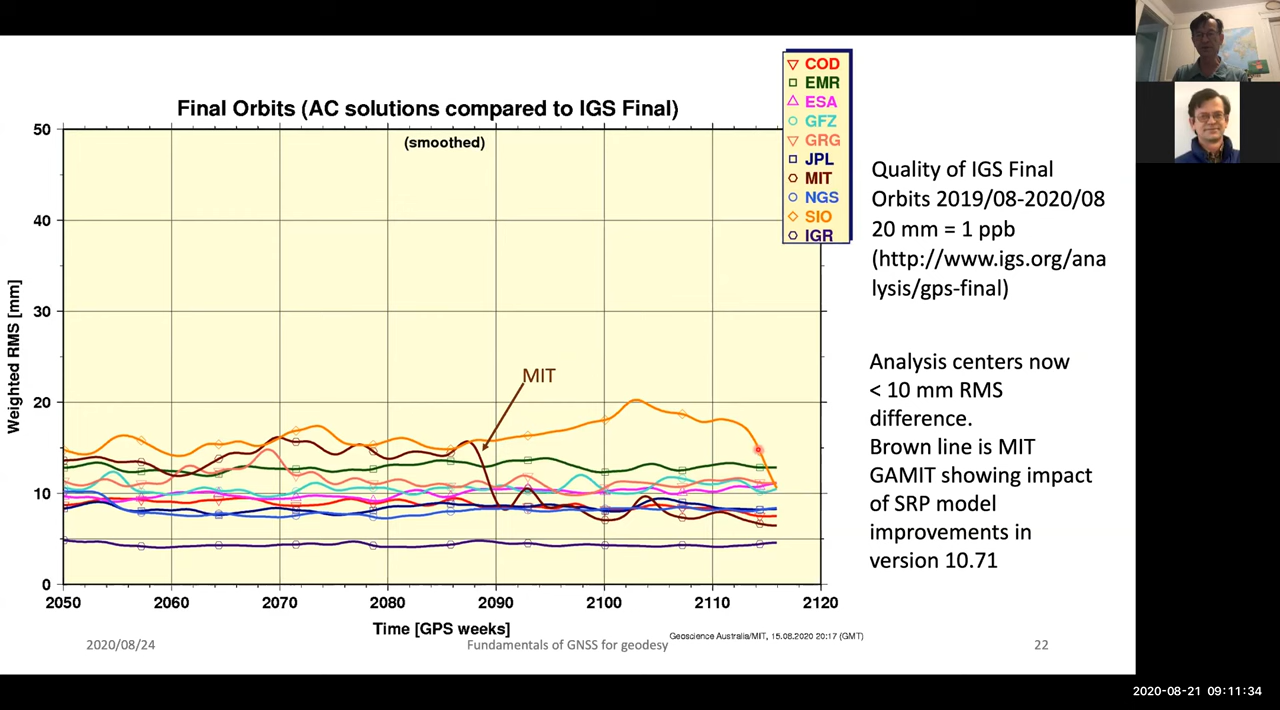 COD
EMR
ESA
GFZ
GRG
JPL
MIT
NGS
SIO
IGR
Final Orbits (AC solutions compared to IGS Final)
(smoothed)
50
40
30
20
10
0
Weighted RMS [mm]
MIT
2050 2060 2070 2080 2090 2100 2110 2120
Time [GPS weeks]
Geoscience Australia/MIT, 15.08.2020 20:17 (GMT)
Quality of IGS Final
Orbits 2019/08-2020/08
20 mm = 1 ppb
(http://www.igs.org/ana
lysis/gps-final)
Analysis centers now
< 10 mm RMS
difference.
Brown line is MIT
GAMIT showing impact
of SRP model
improvements in
version 10.71
2020/08/24
Fundamentals of GNSS for geodesy
22
2020-08-21 09:11:34